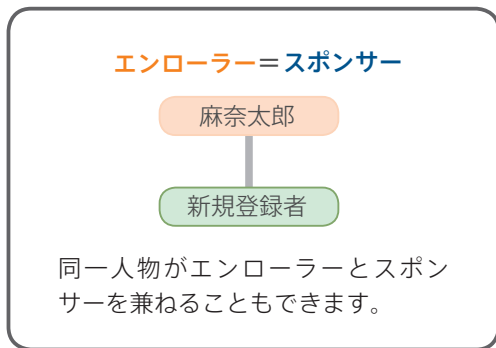 エンローラー＝スポンサー
麻奈太郎
新規登録者
同一人物がエンローラーとスポン
サーを兼ねることもできます。